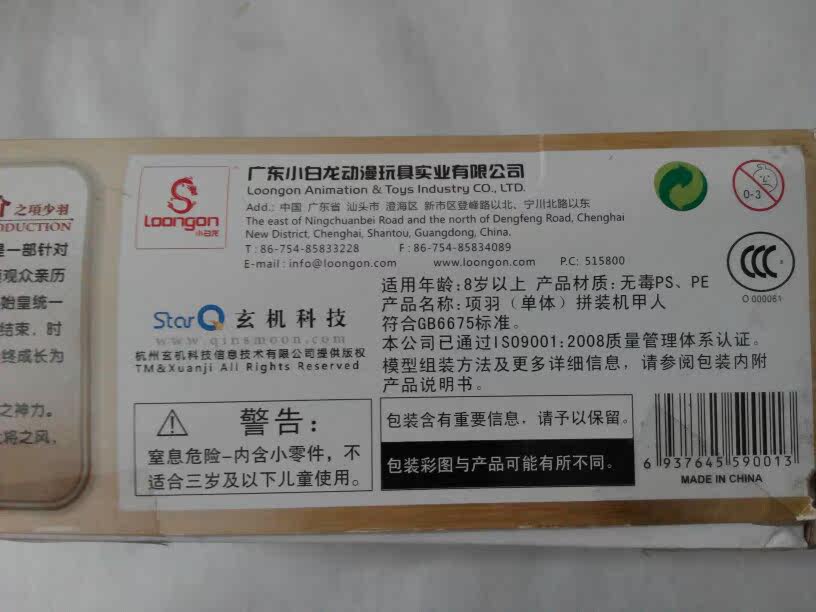 之項少羽
DUCTION
是一部针对
观众亲历
始皇统一
结束，时
终成长为
之神力。
将之风，
Loongon
小白龙
广东小白龙动漫玩具实业有限公司
Loongon Animation & Toys Industry CO., LTD.
Add.: 中国 广东省 汕头市 澄海区 新市区登峰路以北、宁川北路以东
The east of Ningchuanbei Road and the north of Dengfeng Road, Chenghai
New District, Chenghai, Shantou, Guangdong, China.
T:86-754-85833228 F:86-754-85834089
E-mail:info@loongon.com www.loongon.com P.C: 515800
0-3
CCC
O 000061
适用年龄:8岁以上 产品材质:无毒PS、PE
产品名称:项羽（单体）拼装机甲人
符合GB6675标准。
本公司已通过ISO9001:2008质量管理体系认证。
模型组装方法及更多详细信息，请参阅包装内附
产品说明书。
StarQ 玄机科技
www.qinsmoon.com
杭州玄机科技信息技术有限公司提供版权
TM&Xuanji All Rights Reserved
警告:
窒息危险-内含小零件，不
适合三岁及以下儿童使用。
包装含有重要信息，请予以保留。
包装彩图与产品可能有所不同。
6 937645 590013
MADE IN CHINA